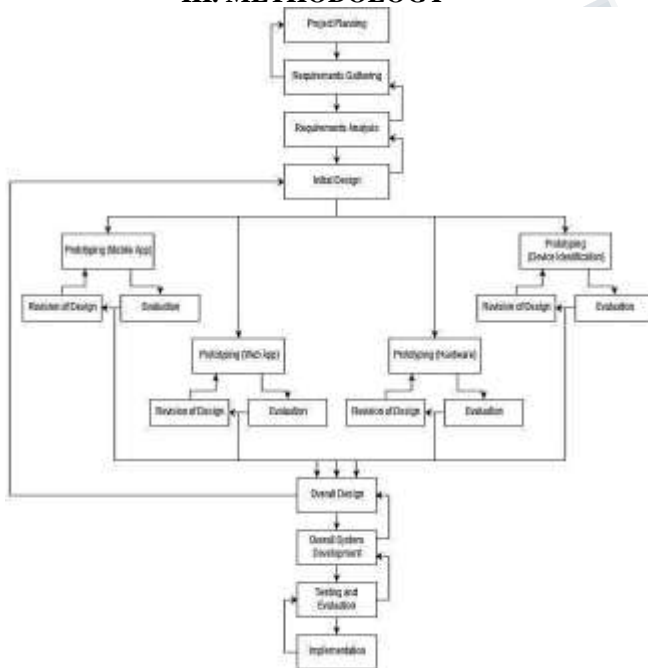 III. METHODOLOGY
Project Planning
Requirements Gathering
Requirements Analysis
Initial Design
Prototyping (Mobile App)
Revision of Design
Evaluation
Prototyping
(Device Identification)
Revision of Design
Evaluation
Prototyping (Web App)
Revision of Design
Evaluation
Prototyping (Hardware)
Revision of Design
Evaluation
Overall Design
Overall System
Development
Testing and
Evaluation
Implementation